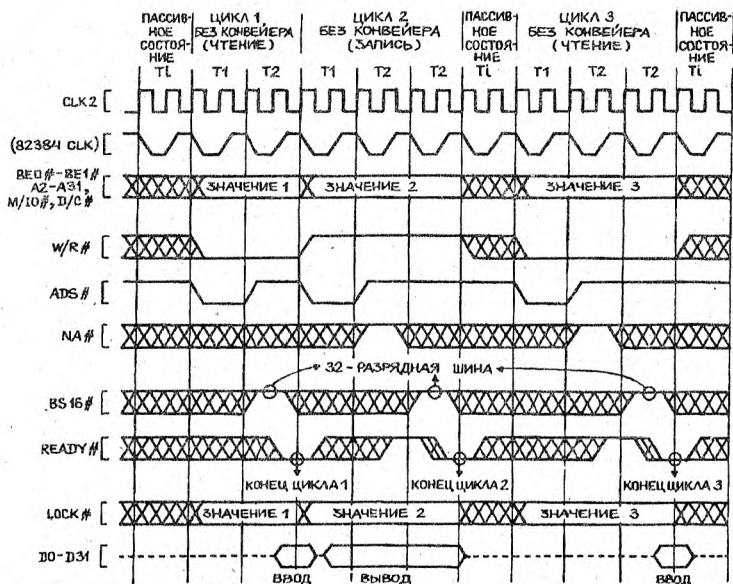 ПАССИВ-
НОЕ
СОСТОЯ-
НИЕ
ЦИКЛ 1
БЕЗ КОНВЕЙЕРА
(ЧТЕНИЕ)
ЦИКЛ 2
БЕЗ КОНВЕЙЕРА
(ЗАПИСЬ)
ПАССИВ-
НОЕ
СОСТОЯ-
НИЕ
ЦИКЛ 3
БЕЗ КОНВЕЙЕРА
(ЧТЕНИЕ)
ПАССИВ-
НОЕ
СОСТОЯ-
НИЕ
Ti T1 T2 T1 T2 T2 Ti T1 T2 T2 Ti
CLK2
(82384 CLK)
BE0#-BE1#
A2-A31,
M/IO#, D/C#
ЗНАЧЕНИЕ 1 ЗНАЧЕНИЕ 2 ЗНАЧЕНИЕ 3
W/R#
ADS#
NA#
32-РАЗРЯДНАЯ ШИНА
BS16#
READY#
КОНЕЦ ЦИКЛА 1 КОНЕЦ ЦИКЛА 2 КОНЕЦ ЦИКЛА 3
LOCK#
ЗНАЧЕНИЕ 1 ЗНАЧЕНИЕ 2 ЗНАЧЕНИЕ 3
D0-D31
ВВОД ВЫВОД ВВОД